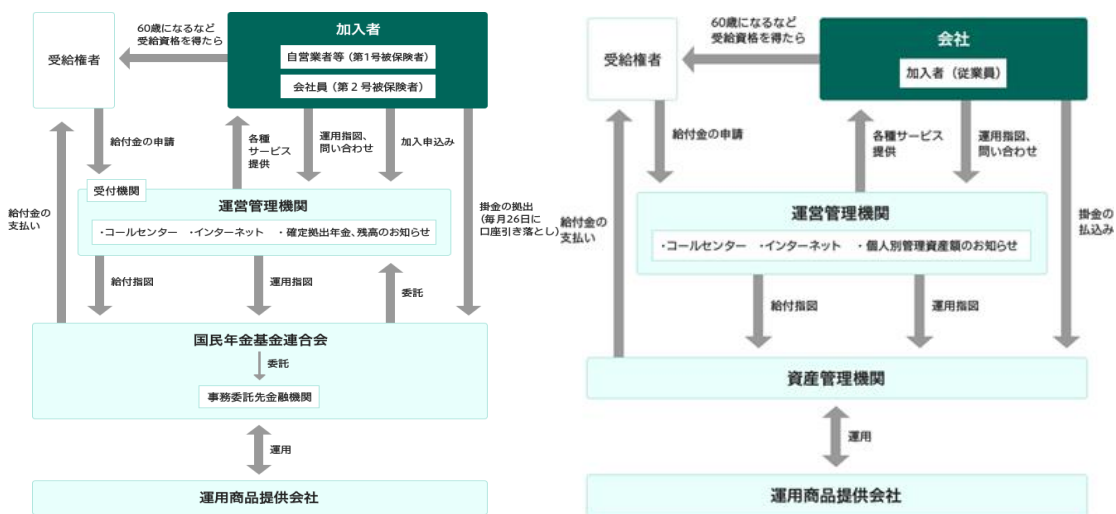 60歳になるなど
受給資格を得たら
受給権者
加入者
自営業者等（第1号被保険者）
会社員（第２号被保険者）
給付金の申請
各種
サービス
提供
運用指図、
問い合わせ
加入申込み
受付機関
運営管理機関
・コールセンター ・インターネット ・確定拠出年金、残高のお知らせ
給付金の
支払い
掛金の拠出
（毎月26日に
口座引き落とし）
給付指図
運用指図
委託
国民年金基金連合会
委託
事務委託先金融機関
運用
運用商品提供会社
60歳になるなど
受給資格を得たら
受給権者
会社
加入者（従業員）
給付金の申請
各種サービス
提供
運用指図、
問い合わせ
運営管理機関
・コールセンター ・インターネット ・個人別管理資産額のお知らせ
給付金の
支払い
掛金の
払込み
給付指図
運用指図
資産管理機関
運用
運用商品提供会社